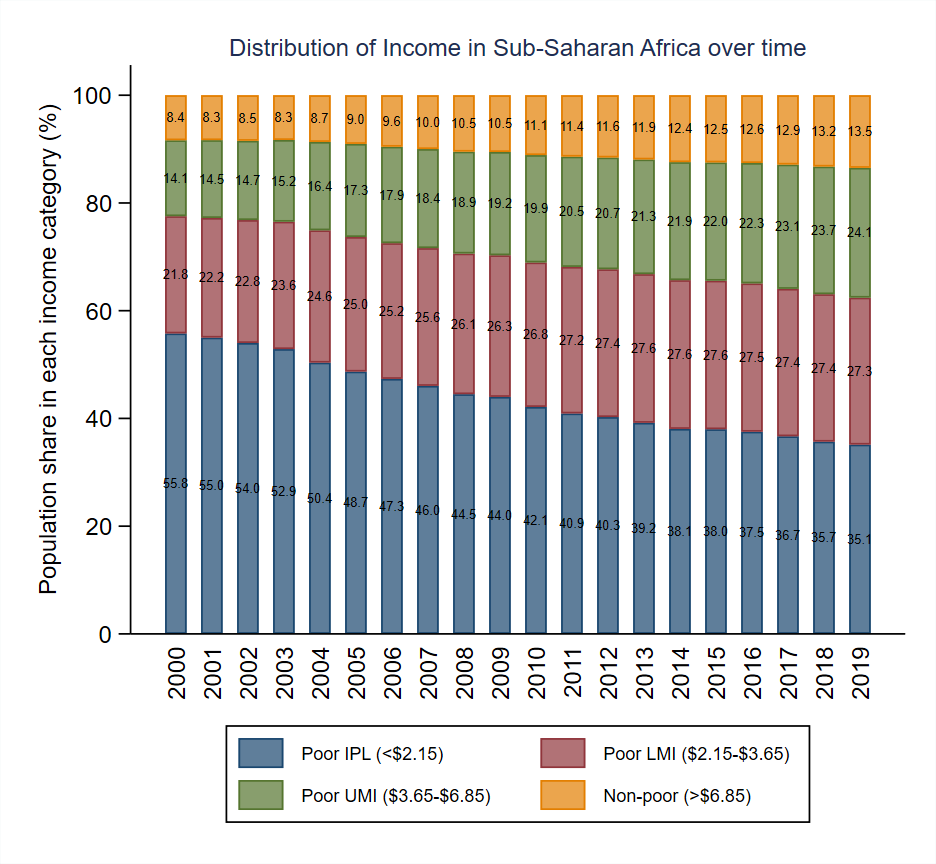 Distribution of Income in Sub-Saharan Africa over time
Population share in each income category (%)
100
80
60
40
20
0
8.4 8.3 8.5 8.3 8.7 9.0 9.6 10.0 10.5 10.5 11.1 11.4 11.6 11.9 12.4 12.5 12.6 12.9 13.2 13.5
14.1 14.5 14.7 15.2 16.4 17.3 17.9 18.4 18.9 19.2 19.9 20.5 20.7 21.3 21.9 22.0 22.3 23.1 23.7 24.1
21.8 22.2 22.8 23.6 24.6 25.0 25.2 25.6 26.1 26.3 26.8 27.2 27.4 27.6 27.6 27.6 27.5 27.4 27.4 27.3
55.8 55.0 54.0 52.9 50.4 48.7 47.3 46.0 44.5 44.0 42.1 40.9 40.3 39.2 38.1 38.0 37.5 36.7 35.7 35.1
2000 2001 2002 2003 2004 2005 2006 2007 2008 2009 2010 2011 2012 2013 2014 2015 2016 2017 2018 2019
Poor IPL (<$2.15) Poor LMI ($2.15-$3.65)
Poor UMI ($3.65-$6.85) Non-poor (>$6.85)